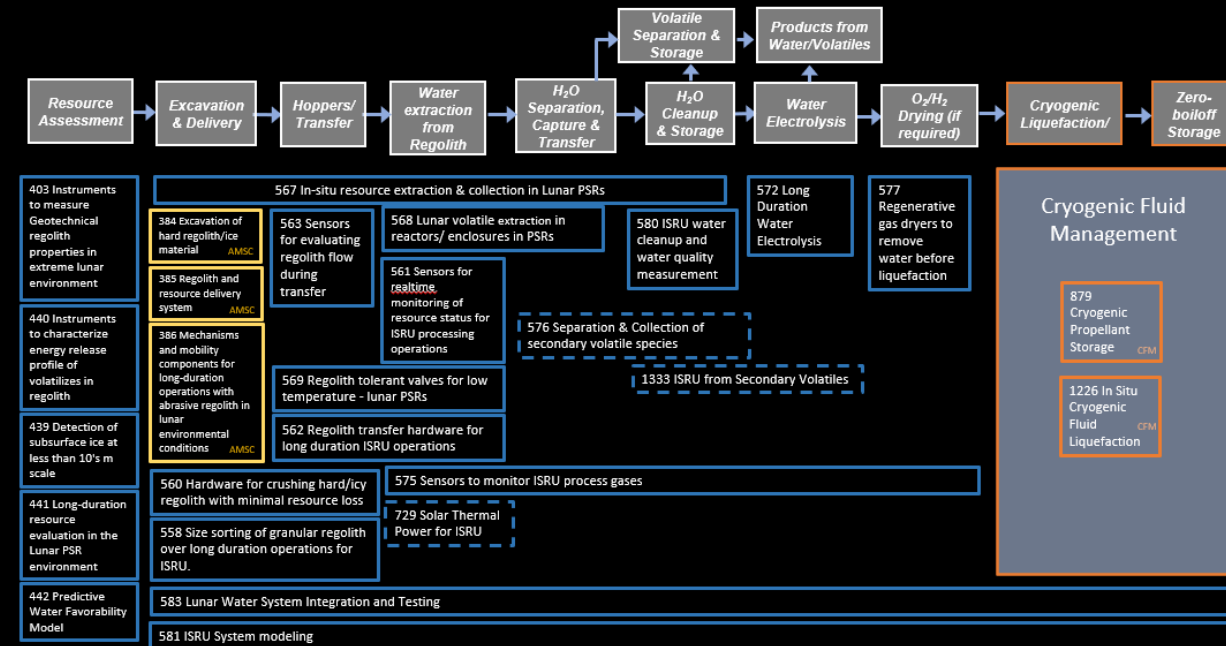 Volatile
Separation &
Storage
Products from
Water/Volatiles
Resource
Assessment
Excavation
& Delivery
Hoppers/
Transfer
Water
extraction
from
Regolith
H₂O
Separation,
Capture &
Transfer
H₂O
Cleanup
& Storage
Water
Electrolysis
O₂/H₂
Drying (if
required)
Cryogenic
Liquefaction/
Zero-
boiloff
Storage
403 Instruments
to measure
Geotechnical
regolith
properties in
extreme lunar
environment
440 Instruments
to characterize
energy release
profile of
volatilizes in
regolith
439 Detection of
subsurface ice at
less than 10's m
scale
441 Long-duration
resource
evaluation in the
Lunar PSR
environment
442 Predictive
Water Favorability
Model
567 In-situ resource extraction & collection in Lunar PSRs
384 Excavation of
hard regolith/ice
material
AMSC
385 Regolith and
resource delivery
system
AMSC
386 Mechanisms
and mobility
components for
long-duration
operations with
abrasive regolith in
lunar
environmental
conditions
AMSC
563 Sensors
for evaluating
regolith flow
during
transfer
568 Lunar volatile extraction in
reactors/ enclosures in PSRs
561 Sensors for
realtime
monitoring of
resource status for
ISRU processing
operations
569 Regolith tolerant valves for low
temperature - lunar PSRs
562 Regolith transfer hardware for
long duration ISRU operations
560 Hardware for crushing hard/icy
regolith with minimal resource loss
558 Size sorting of granular regolith
over long duration operations for
ISRU.
575 Sensors to monitor ISRU process gases
729 Solar Thermal
Power for ISRU
580 ISRU water
cleanup and
water quality
measurement
576 Separation & Collection of
secondary volatile species
1333 ISRU from Secondary Volatiles
572 Long
Duration
Water
Electrolysis
577
Regenerative
gas dryers to
remove
water before
liquefaction
Cryogenic Fluid
Management
879
Cryogenic
Propellant
Storage
CFM
1226 In Situ
Cryogenic
Fluid
CFM
Liquefaction
583 Lunar Water System Integration and Testing
581 ISRU System modeling